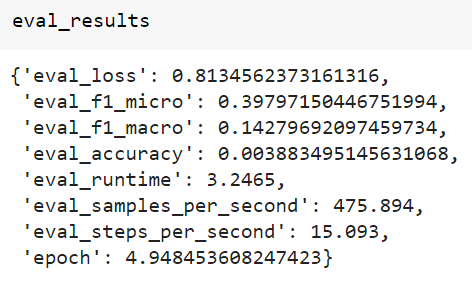 eval_results
{'eval_loss': 0.8134562373161316,
'eval_f1_micro': 0.39797150446751994,
'eval_f1_macro': 0.14279692097459734,
'eval_accuracy': 0.003883495145631068,
'eval_runtime': 3.2465,
'eval_samples_per_second': 475.894,
'eval_steps_per_second': 15.093,
'epoch': 4.948453608247423}